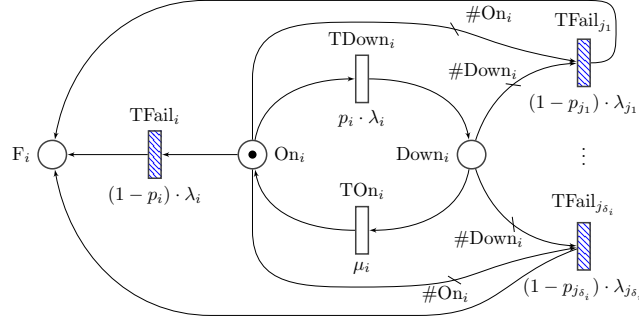 #On_i
TFail_{j_1}
TDown_i
#Down_i
p_i · λ_i
(1 − p_{j_1}) · λ_{j_1}
TFail_i
F_i
On_i
Down_i
⋮
(1 − p_i) · λ_i
TOn_i
TFail_{j_{δ_i}}
#Down_i
μ_i
#On_i
(1 − p_{j_{δ_i}}) · λ_{j_{δ_i}}